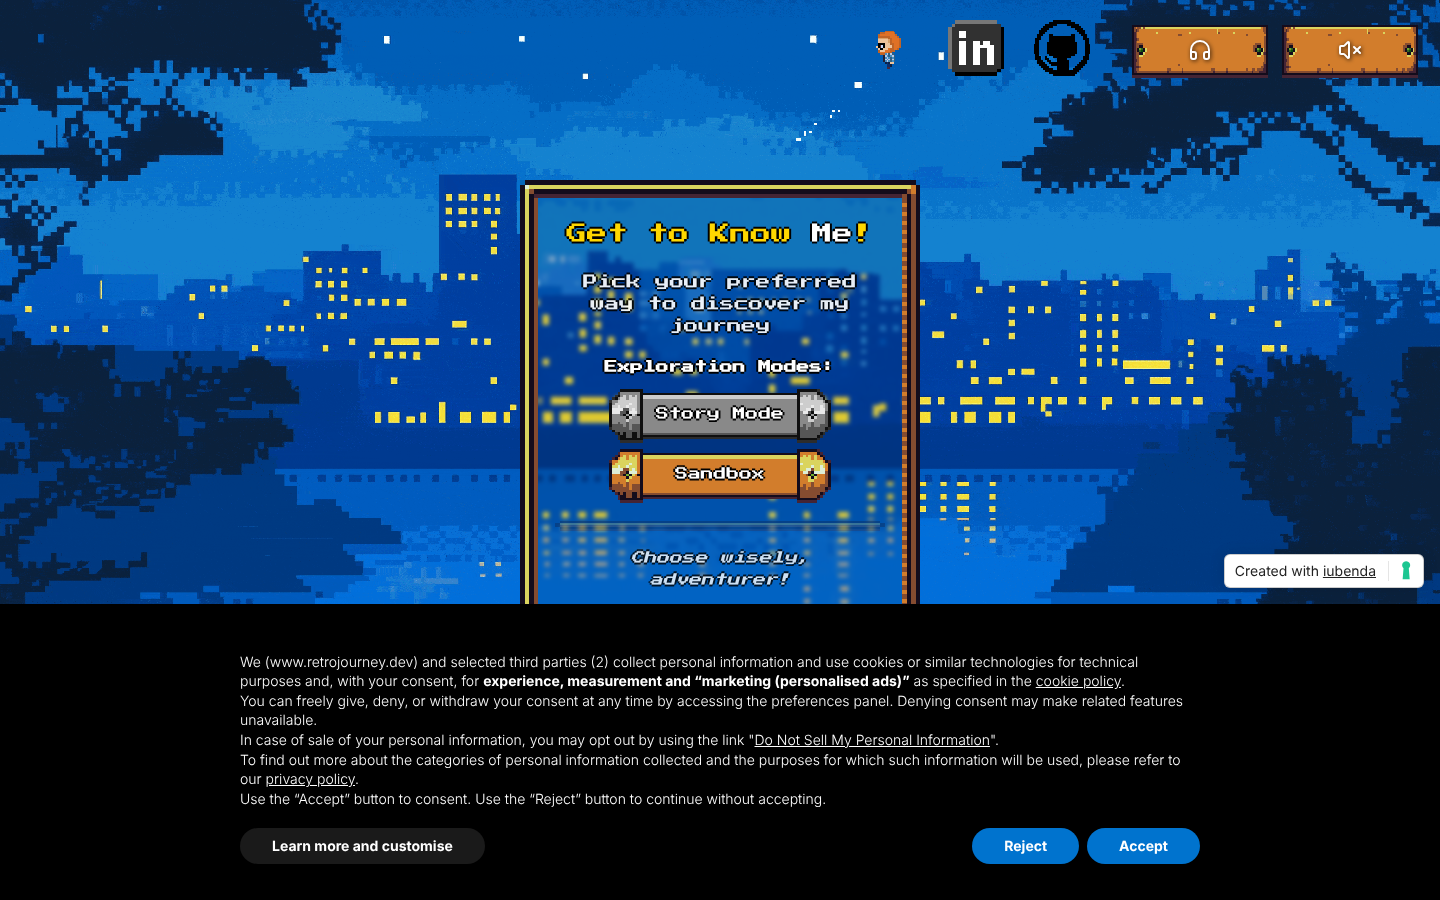 in
Get to Know Me!
Pick your preferred
way to discover my
journey
Exploration Modes:
Story Mode
Sandbox
Choose wisely,
adventurer!
Created with iubenda
We (www.retrojourney.dev) and selected third parties (2) collect personal information and use cookies or similar technologies for technical
purposes and, with your consent, for experience, measurement and “marketing (personalised ads)” as specified in the cookie policy.
You can freely give, deny, or withdraw your consent at any time by accessing the preferences panel. Denying consent may make related features
unavailable.
In case of sale of your personal information, you may opt out by using the link "Do Not Sell My Personal Information".
To find out more about the categories of personal information collected and the purposes for which such information will be used, please refer to
our privacy policy.
Use the “Accept” button to consent. Use the “Reject” button to continue without accepting.
Learn more and customise
Reject
Accept